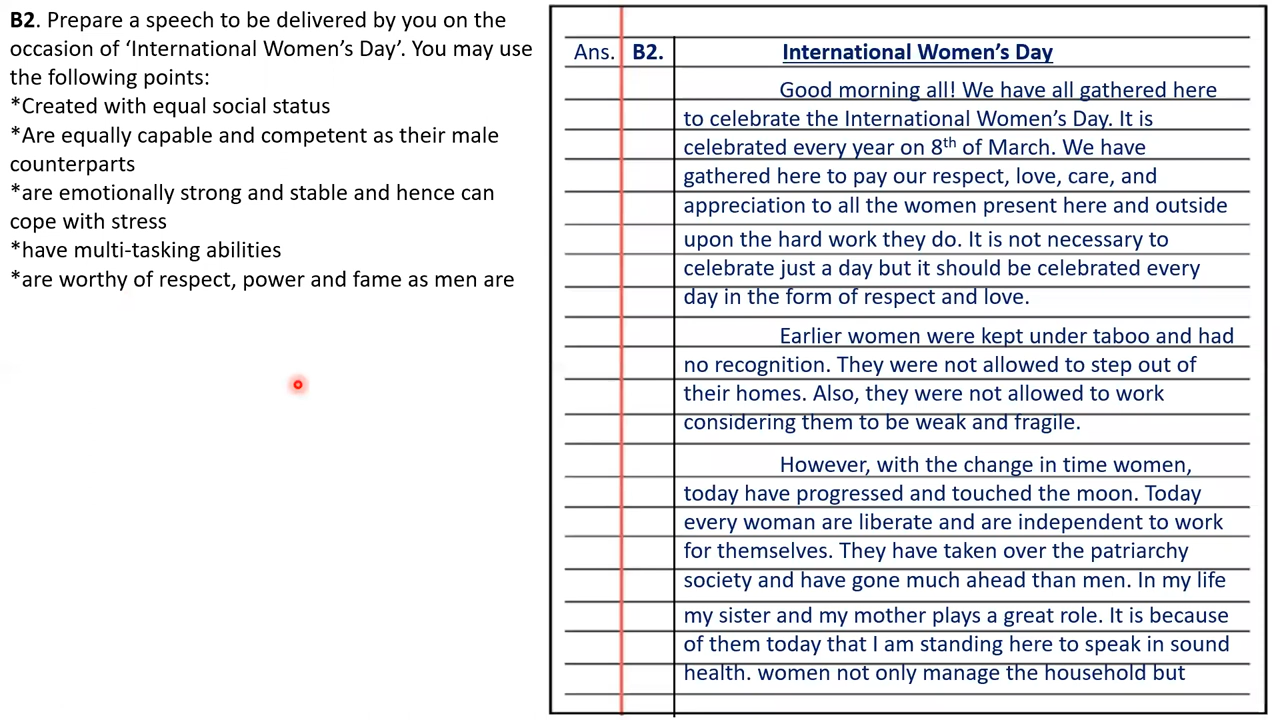 B2. Prepare a speech to be delivered by you on the
occasion of ‘International Women’s Day’. You may use
the following points:
*Created with equal social status
*Are equally capable and competent as their male
counterparts
*are emotionally strong and stable and hence can
cope with stress
*have multi-tasking abilities
*are worthy of respect, power and fame as men are
Ans. B2. International Women’s Day
Good morning all! We have all gathered here
to celebrate the International Women’s Day. It is
celebrated every year on 8th of March. We have
gathered here to pay our respect, love, care, and
appreciation to all the women present here and outside
upon the hard work they do. It is not necessary to
celebrate just a day but it should be celebrated every
day in the form of respect and love.
Earlier women were kept under taboo and had
no recognition. They were not allowed to step out of
their homes. Also, they were not allowed to work
considering them to be weak and fragile.
However, with the change in time women,
today have progressed and touched the moon. Today
every woman are liberate and are independent to work
for themselves. They have taken over the patriarchy
society and have gone much ahead than men. In my life
my sister and my mother plays a great role. It is because
of them today that I am standing here to speak in sound
health. women not only manage the household but